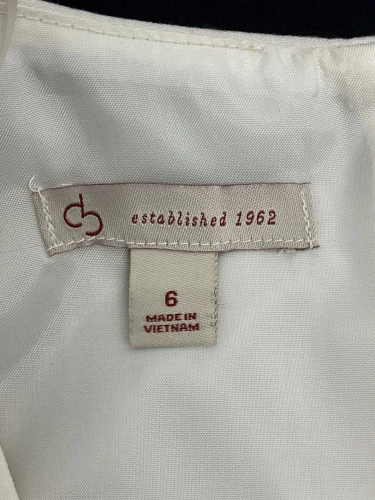 db established 1962
6
MADE IN
VIETNAM